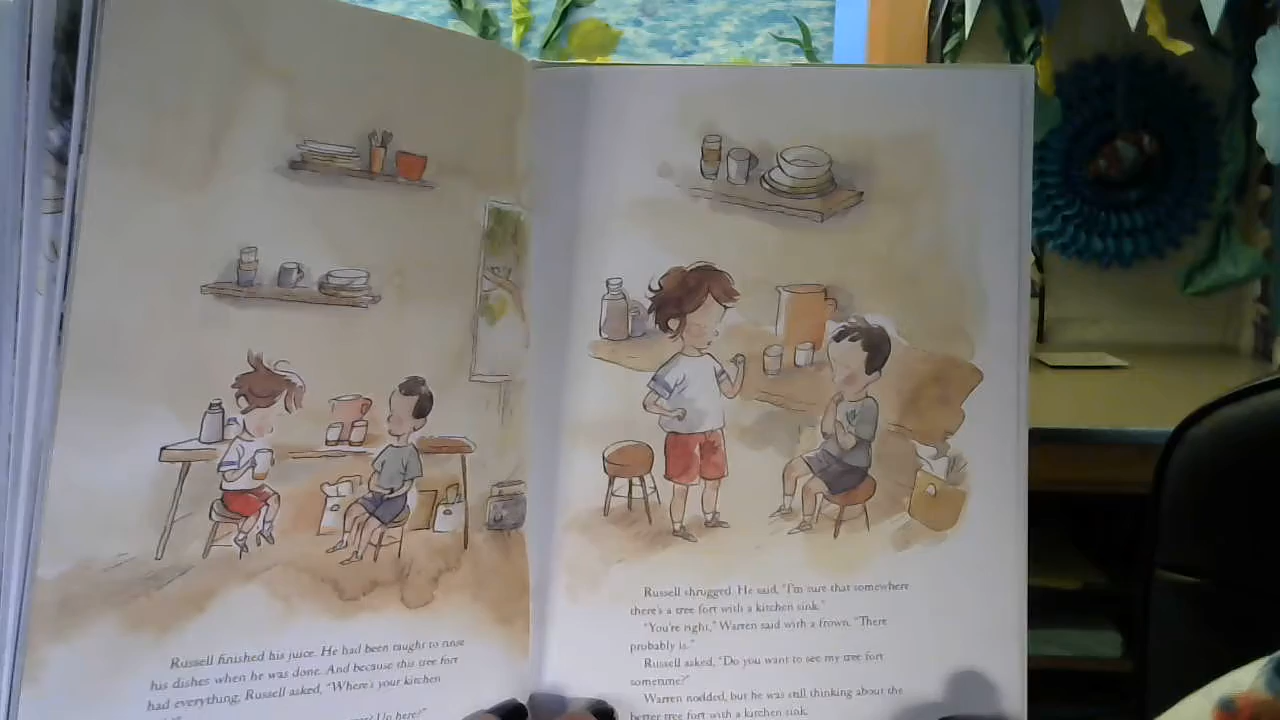 Russell finished his juice. He had been taught to rinse
his dishes when he was done. And because this tree fort
had everything, Russell asked, "Where's your kitchen
Up here?"
Russell shrugged. He said, "I'm sure that somewhere
there's a tree fort with a kitchen sink."
"You're right," Warren said with a frown. "There
probably is."
Russell asked, "Do you want to see my tree fort
sometime?"
Warren nodded, but he was still thinking about the
better tree fort with a kitchen sink.